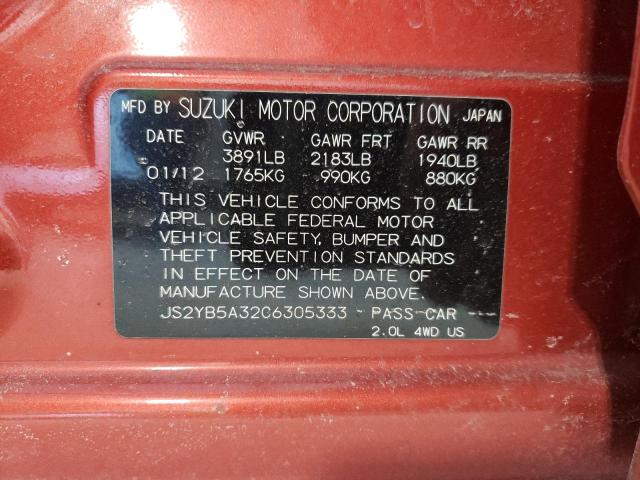 MFD BY SUZUKI MOTOR CORPORATION JAPAN
DATE GVWR GAWR FRT GAWR RR
3891LB 2183LB 1940LB
01/12 1765KG 990KG 880KG
THIS VEHICLE CONFORMS TO ALL
APPLICABLE FEDERAL MOTOR
VEHICLE SAFETY, BUMPER AND
THEFT PREVENTION STANDARDS
IN EFFECT ON THE DATE OF
MANUFACTURE SHOWN ABOVE.
JS2YB5A32C6305333 PASS CAR
2.0L 4WD US